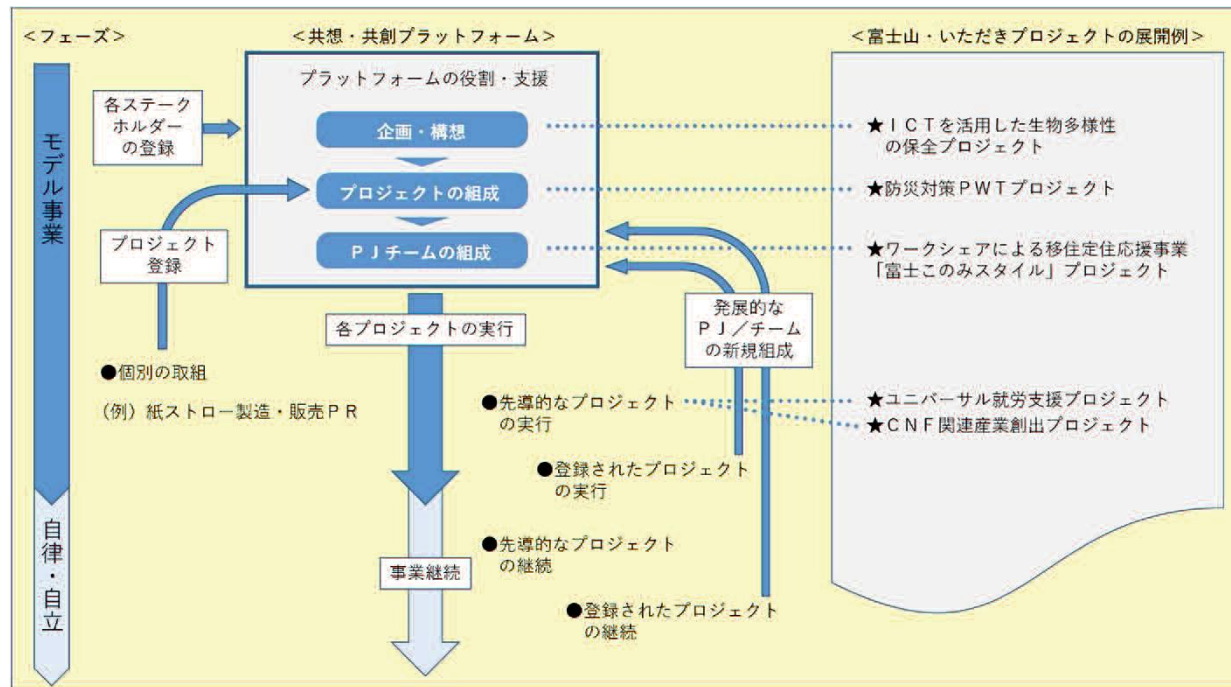 ＜フェーズ＞
＜共想・共創プラットフォーム＞
＜富士山・いただきプロジェクトの展開例＞
モデル事業
自律・自立
各ステーク
ホルダー
の登録
プロジェクト
登録
●個別の取組
（例）紙ストロー製造・販売ＰＲ
プラットフォームの役割・支援
企画・構想
プロジェクトの組成
ＰＪチームの組成
各プロジェクトの実行
事業継続
発展的な
ＰＪ／チーム
の新規組成
●先導的なプロジェクト
の実行
●登録されたプロジェクト
の実行
●先導的なプロジェクト
の継続
●登録されたプロジェクト
の継続
★ＩＣＴを活用した生物多様性
の保全プロジェクト
★防災対策ＰＷＴプロジェクト
★ワークシェアによる移住定住応援事業
「富士このみスタイル」プロジェクト
★ユニバーサル就労支援プロジェクト
★ＣＮＦ関連産業創出プロジェクト